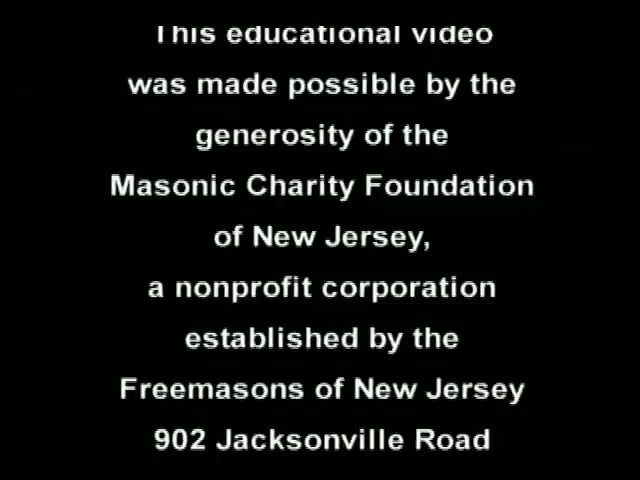 This educational video
was made possible by the
generosity of the
Masonic Charity Foundation
of New Jersey,
a nonprofit corporation
established by the
Freemasons of New Jersey
902 Jacksonville Road